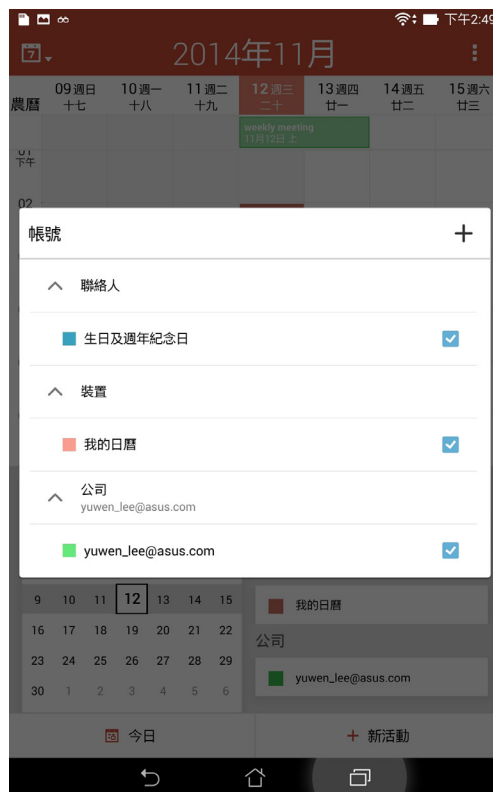 下午2:49
7
2014年11月
農曆
09週日
十七
10週一
十八
11週二
十九
12週三
二十
13週四
廿一
14週五
廿二
15週六
廿三
weekly meeting
11月12日 上
01
下午
02
帳號
聯絡人
生日及週年紀念日
裝置
我的日曆
公司
yuwen_lee@asus.com
yuwen_lee@asus.com
9 10 11 12 13 14 15
16 17 18 19 20 21 22
23 24 25 26 27 28 29
30 1 2 3 4 5 6
我的日曆
公司
yuwen_lee@asus.com
今日
新活動